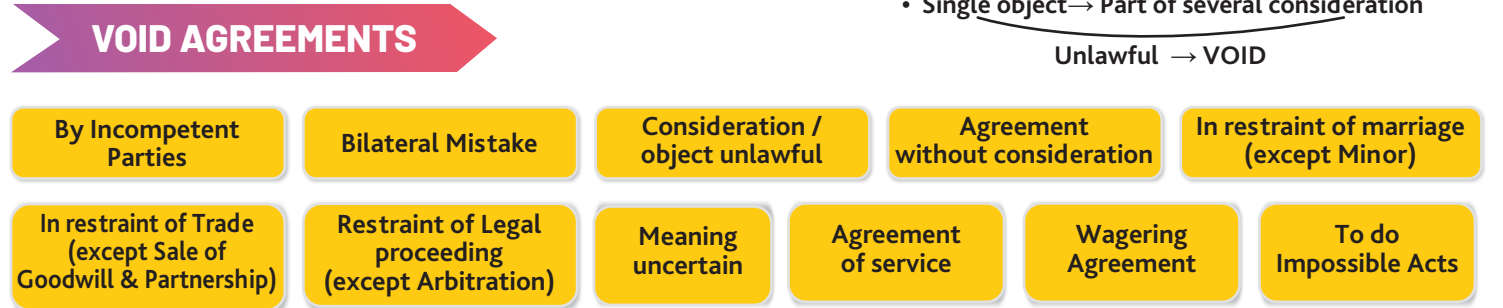 • Single object→ Part of several consideration
Unlawful → VOID
VOID AGREEMENTS
By Incompetent
Parties
Bilateral Mistake
Consideration /
object unlawful
Agreement
without consideration
In restraint of marriage
(except Minor)
In restraint of Trade
(except Sale of
Goodwill & Partnership)
Restraint of Legal
proceeding
(except Arbitration)
Meaning
uncertain
Agreement
of service
Wagering
Agreement
To do
Impossible Acts